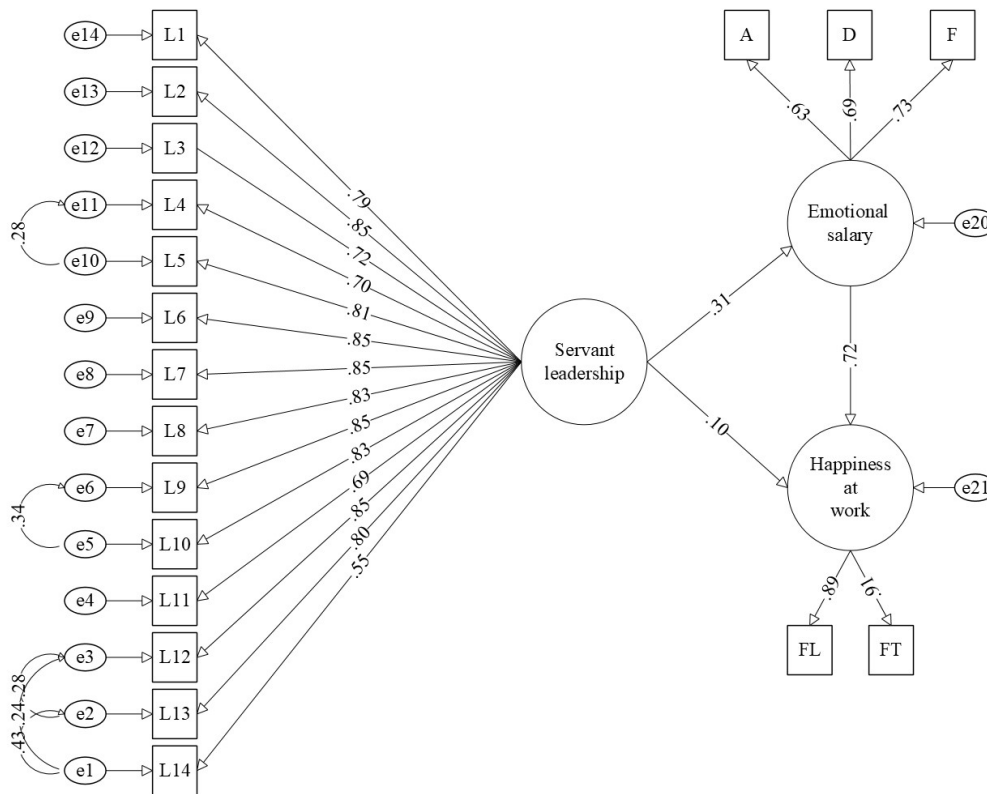 e14
L1
e13
L2
e12
L3
e11
L4
e10
L5
e9
L6
e8
L7
e7
L8
e6
L9
e5
L10
e4
L11
e3
L12
e2
L13
e1
L14
.28
.34
.28
.24
.43
.79
.85
.72
.70
.81
.85
.85
.83
.85
.83
.69
.85
.80
.55
Servant
leadership
.31
.10
A
D
F
.63
.69
.73
Emotional
salary
e20
.72
Happiness
at
work
e21
.89
.91
FL
FT